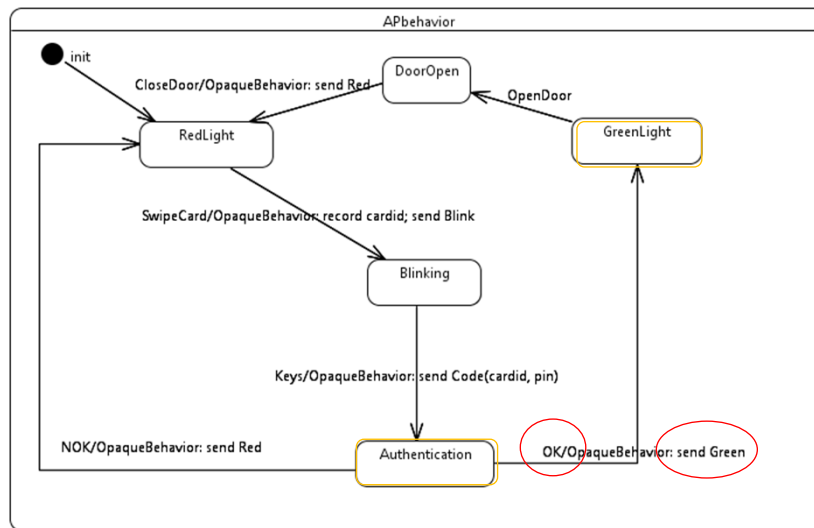 APbehavior
init
CloseDoor/OpaqueBehavior: send Red
DoorOpen
OpenDoor
RedLight
GreenLight
SwipeCard/OpaqueBehavior: record cardid; send Blink
Blinking
Keys/OpaqueBehavior: send Code(cardid, pin)
NOK/OpaqueBehavior: send Red
Authentication
OK/OpaqueBehavior: send Green